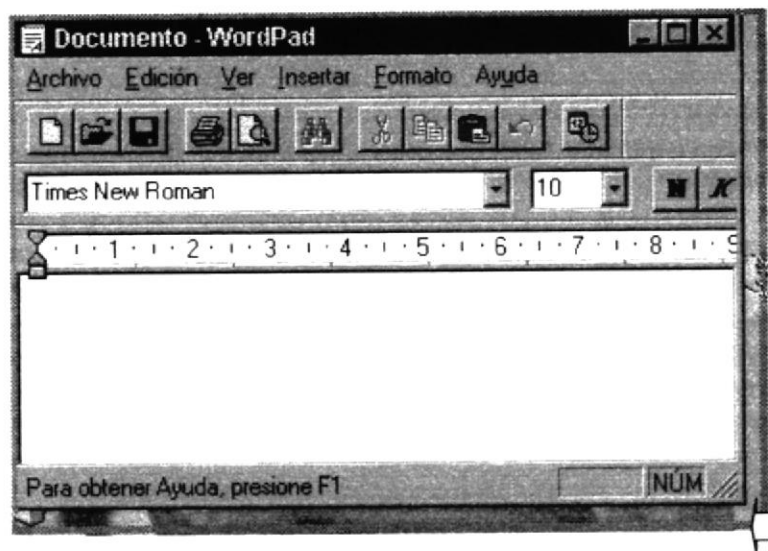 Documento - WordPad
Archivo Edición Ver Insertar Formato Ayuda
Times New Roman 10 N K
1 2 3 4 5 6 7 8 9
Para obtener Ayuda, presione F1 NÚM